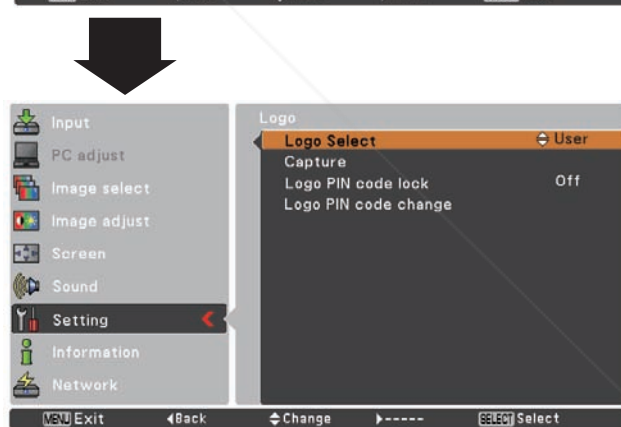 Input
PC adjust
Image select
Image adjust
Screen
Sound
Setting
Information
Network
Logo
Logo Select User
Capture
Logo PIN code lock Off
Logo PIN code change
MENU Exit Back Change ----- SELECT Select